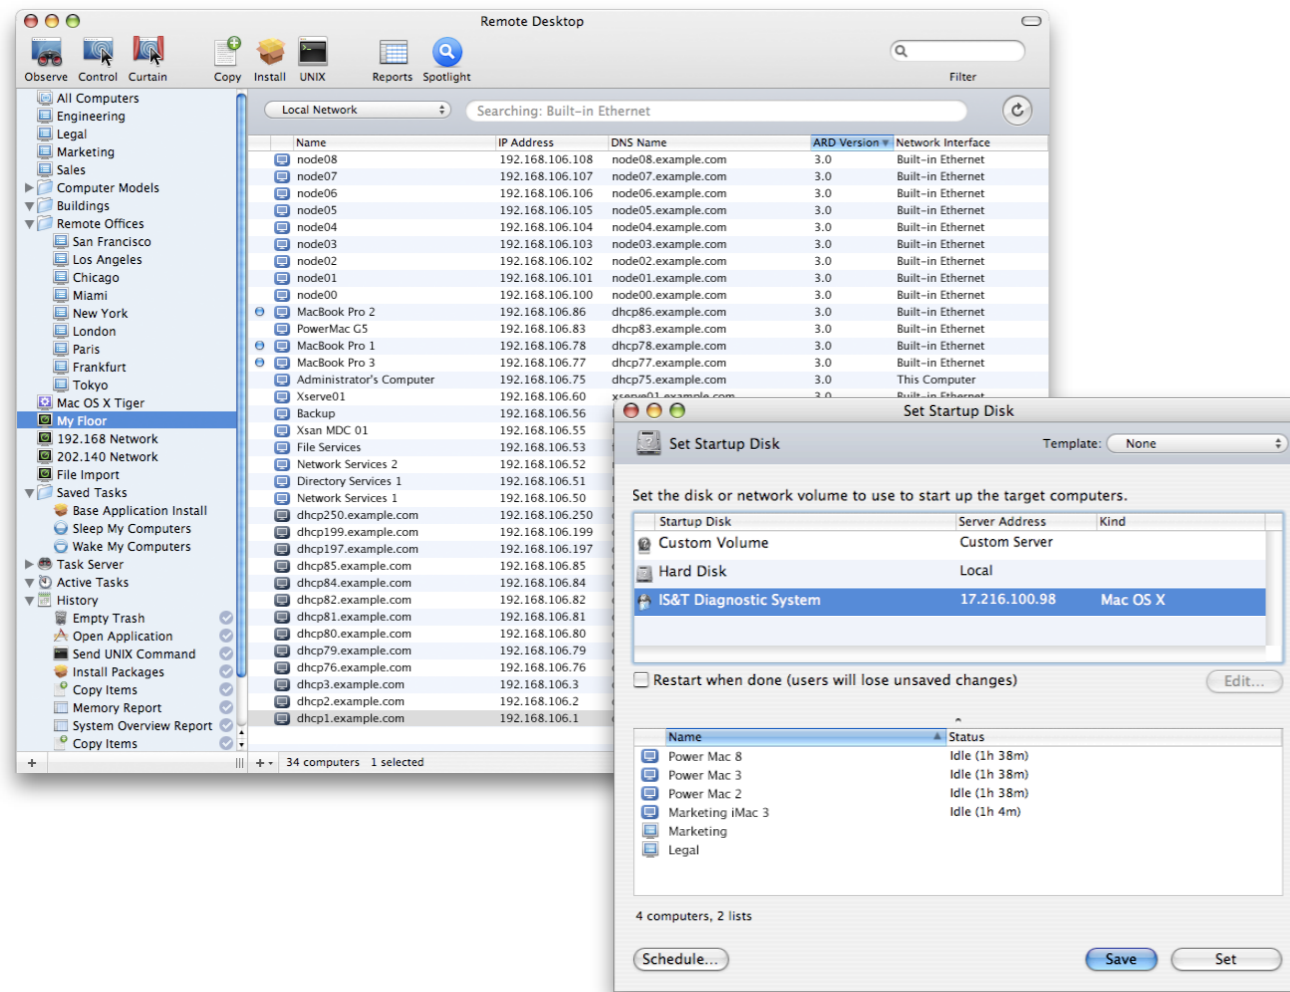 Remote Desktop
Observe Control Curtain Copy Install UNIX Reports Spotlight Filter
All Computers
Engineering
Legal
Marketing
Sales
Computer Models
Buildings
Remote Offices
San Francisco
Los Angeles
Chicago
Miami
New York
London
Paris
Frankfurt
Tokyo
Mac OS X Tiger
My Floor
192.168 Network
202.140 Network
File Import
Saved Tasks
Base Application Install
Sleep My Computers
Wake My Computers
Task Server
Active Tasks
History
Empty Trash
Open Application
Send UNIX Command
Install Packages
Copy Items
Memory Report
System Overview Report
Copy Items
Local Network Searching: Built-in Ethernet
Name IP Address DNS Name ARD Version Network Interface
node08 192.168.106.108 node08.example.com 3.0 Built-in Ethernet
node07 192.168.106.107 node07.example.com 3.0 Built-in Ethernet
node06 192.168.106.106 node06.example.com 3.0 Built-in Ethernet
node05 192.168.106.105 node05.example.com 3.0 Built-in Ethernet
node04 192.168.106.104 node04.example.com 3.0 Built-in Ethernet
node03 192.168.106.103 node03.example.com 3.0 Built-in Ethernet
node02 192.168.106.102 node02.example.com 3.0 Built-in Ethernet
node01 192.168.106.101 node01.example.com 3.0 Built-in Ethernet
node00 192.168.106.100 node00.example.com 3.0 Built-in Ethernet
MacBook Pro 2 192.168.106.86 dhcp86.example.com 3.0 Built-in Ethernet
PowerMac G5 192.168.106.83 dhcp83.example.com 3.0 Built-in Ethernet
MacBook Pro 1 192.168.106.78 dhcp78.example.com 3.0 Built-in Ethernet
MacBook Pro 3 192.168.106.77 dhcp77.example.com 3.0 Built-in Ethernet
Administrator's Computer 192.168.106.75 dhcp75.example.com 3.0 This Computer
Xserve01 192.168.106.60 xserve01.example.com 3.0 Built-in Ethernet
Backup 192.168.106.56
Xsan MDC 01 192.168.106.55
File Services 192.168.106.53
Network Services 2 192.168.106.52
Directory Services 1 192.168.106.51
Network Services 1 192.168.106.50
dhcp250.example.com 192.168.106.250
dhcp199.example.com 192.168.106.199
dhcp197.example.com 192.168.106.197
dhcp85.example.com 192.168.106.85
dhcp84.example.com 192.168.106.84
dhcp82.example.com 192.168.106.82
dhcp81.example.com 192.168.106.81
dhcp80.example.com 192.168.106.80
dhcp79.example.com 192.168.106.79
dhcp76.example.com 192.168.106.76
dhcp3.example.com 192.168.106.3
dhcp2.example.com 192.168.106.2
dhcp1.example.com 192.168.106.1
34 computers 1 selected
Set Startup Disk
Set Startup Disk Template: None
Set the disk or network volume to use to start up the target computers.
Startup Disk Server Address Kind
Custom Volume Custom Server
Hard Disk Local
IS&T Diagnostic System 17.216.100.98 Mac OS X
Restart when done (users will lose unsaved changes) Edit...
Name Status
Power Mac 8 Idle (1h 38m)
Power Mac 3 Idle (1h 38m)
Power Mac 2 Idle (1h 38m)
Marketing iMac 3 Idle (1h 4m)
Marketing
Legal
4 computers, 2 lists
Schedule... Save Set